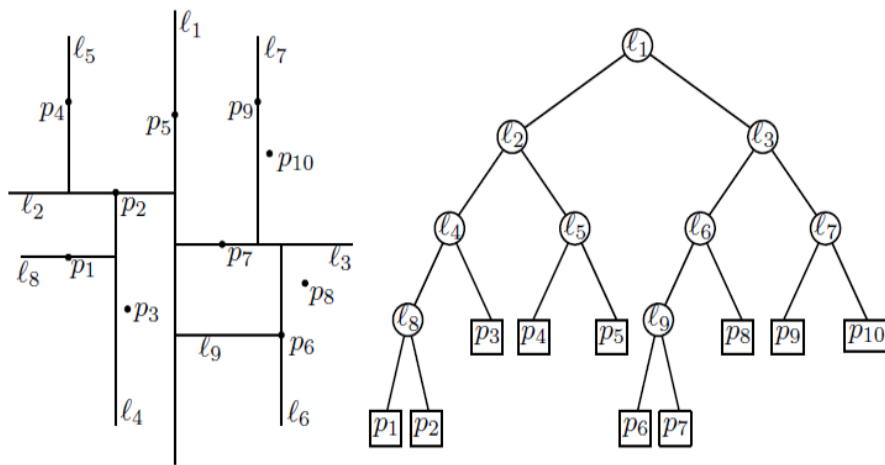 ℓ₁
ℓ₅ ℓ₇
p₄ p₅ p₉
p₁₀
ℓ₂ p₂
p₇ ℓ₃
ℓ₈ p₁
p₈
p₃
ℓ₉ p₆
ℓ₄ ℓ₆
ℓ₁
ℓ₂ ℓ₃
ℓ₄ ℓ₅ ℓ₆ ℓ₇
ℓ₈ p₃ p₄ p₅ ℓ₉ p₈ p₉ p₁₀
p₁ p₂ p₆ p₇